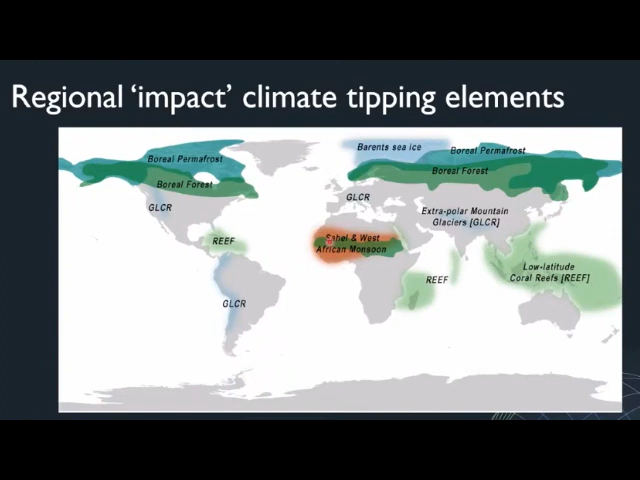 Regional ‘impact’ climate tipping elements
Barents sea ice
Boreal Permafrost
Boreal Permafrost
Boreal Forest
Boreal Forest
GLCR
GLCR
Extra-polar Mountain
Glaciers [GLCR]
REEF
Sahel & West
African Monsoon
Low-latitude
Coral Reefs [REEF]
REEF
GLCR